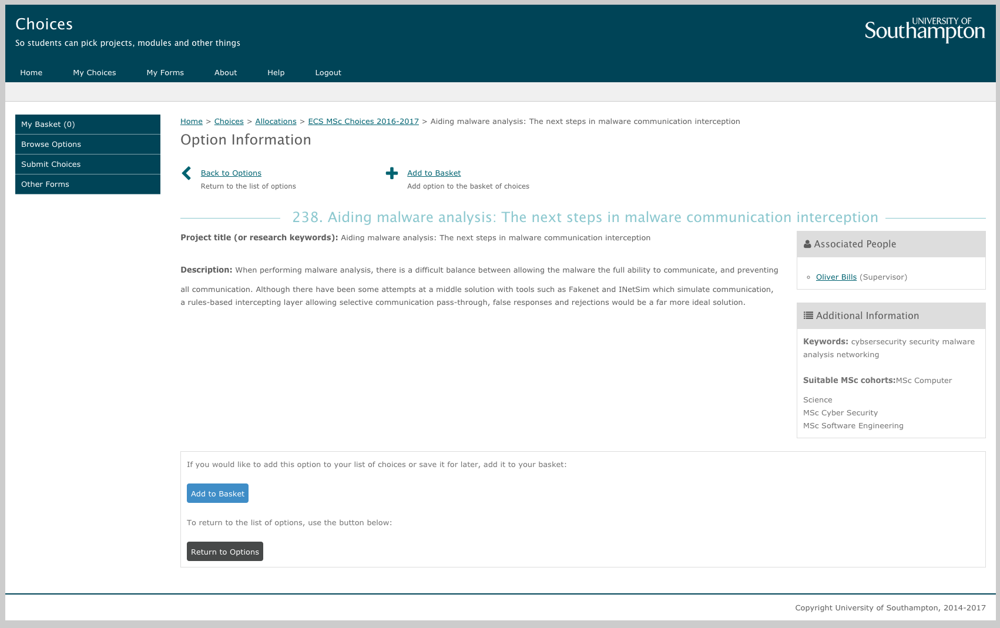 Choices
So students can pick projects, modules and other things
UNIVERSITY OF
Southampton
Home My Choices My Forms About Help Logout
My Basket (0)
Browse Options
Submit Choices
Other Forms
Home > Choices > Allocations > ECS MSc Choices 2016-2017 > Aiding malware analysis: The next steps in malware communication interception
Option Information
Back to Options
Return to the list of options
Add to Basket
Add option to the basket of choices
238. Aiding malware analysis: The next steps in malware communication interception
Project title (or research keywords): Aiding malware analysis: The next steps in malware communication interception
Description: When performing malware analysis, there is a difficult balance between allowing the malware the full ability to communicate, and preventing
all communication. Although there have been some attempts at a middle solution with tools such as Fakenet and INetSim which simulate communication,
a rules-based intercepting layer allowing selective communication pass-through, false responses and rejections would be a far more ideal solution.
Associated People
Oliver Bills (Supervisor)
Additional Information
Keywords: cybsersecurity security malware
analysis networking
Suitable MSc cohorts:MSc Computer
Science
MSc Cyber Security
MSc Software Engineering
If you would like to add this option to your list of choices or save it for later, add it to your basket:
Add to Basket
To return to the list of options, use the button below:
Return to Options
Copyright University of Southampton, 2014-2017